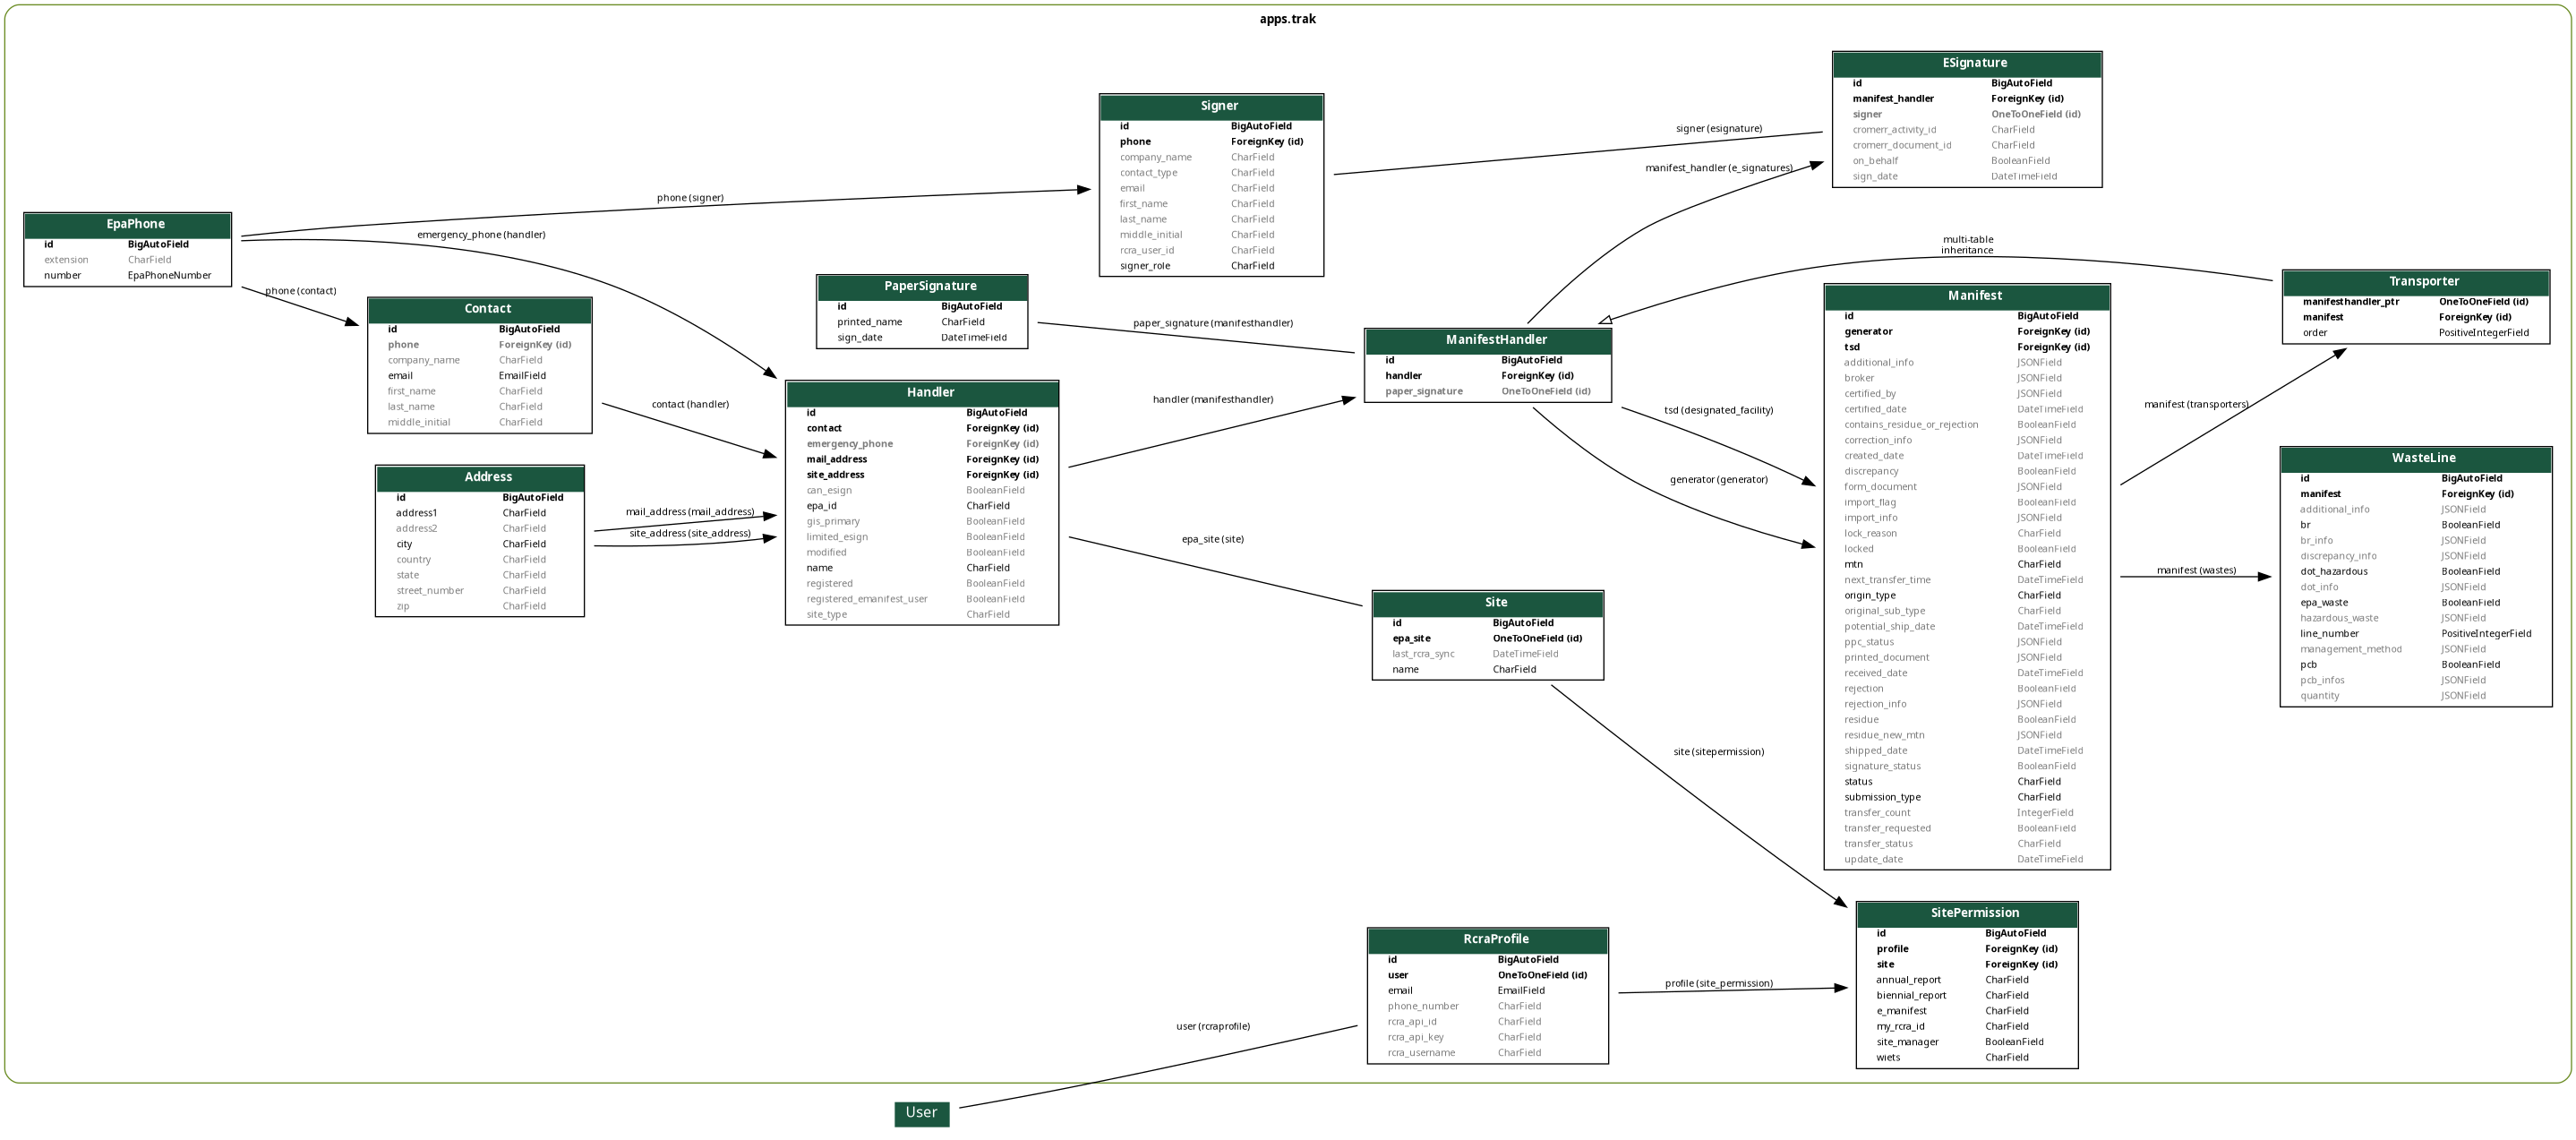 apps.trak
EpaPhone
id BigAutoField
extension CharField
number EpaPhoneNumber
phone (signer)
emergency_phone (handler)
phone (contact)
Contact
id BigAutoField
phone ForeignKey (id)
company_name CharField
email EmailField
first_name CharField
last_name CharField
middle_initial CharField
contact (handler)
Address
id BigAutoField
address1 CharField
address2 CharField
city CharField
country CharField
state CharField
street_number CharField
zip CharField
mail_address (mail_address)
site_address (site_address)
PaperSignature
id BigAutoField
printed_name CharField
sign_date DateTimeField
paper_signature (manifesthandler)
Handler
id BigAutoField
contact ForeignKey (id)
emergency_phone ForeignKey (id)
mail_address ForeignKey (id)
site_address ForeignKey (id)
can_esign BooleanField
epa_id CharField
gis_primary BooleanField
limited_esign BooleanField
modified BooleanField
name CharField
registered BooleanField
registered_emanifest_user BooleanField
site_type CharField
handler (manifesthandler)
epa_site (site)
Signer
id BigAutoField
phone ForeignKey (id)
company_name CharField
contact_type CharField
email CharField
first_name CharField
last_name CharField
middle_initial CharField
rcra_user_id CharField
signer_role CharField
signer (esignature)
manifest_handler (e_signatures)
ManifestHandler
id BigAutoField
handler ForeignKey (id)
paper_signature OneToOneField (id)
tsd (designated_facility)
generator (generator)
Site
id BigAutoField
epa_site OneToOneField (id)
last_rcra_sync DateTimeField
name CharField
site (sitepermission)
RcraProfile
id BigAutoField
user OneToOneField (id)
email EmailField
phone_number CharField
rcra_api_id CharField
rcra_api_key CharField
rcra_username CharField
profile (site_permission)
user (rcraprofile)
User
ESignature
id BigAutoField
manifest_handler ForeignKey (id)
signer OneToOneField (id)
cromerr_activity_id CharField
cromerr_document_id CharField
on_behalf BooleanField
sign_date DateTimeField
multi-table
inheritance
Manifest
id BigAutoField
generator ForeignKey (id)
tsd ForeignKey (id)
additional_info JSONField
broker JSONField
certified_by JSONField
certified_date DateTimeField
contains_residue_or_rejection BooleanField
correction_info JSONField
created_date DateTimeField
discrepancy BooleanField
form_document JSONField
import_flag BooleanField
import_info JSONField
lock_reason CharField
locked BooleanField
mtn CharField
next_transfer_time DateTimeField
origin_type CharField
original_sub_type CharField
potential_ship_date DateTimeField
ppc_status JSONField
printed_document JSONField
received_date DateTimeField
rejection BooleanField
rejection_info JSONField
residue BooleanField
residue_new_mtn JSONField
shipped_date DateTimeField
signature_status BooleanField
status CharField
submission_type CharField
transfer_count IntegerField
transfer_requested BooleanField
transfer_status CharField
update_date DateTimeField
manifest (transporters)
manifest (wastes)
SitePermission
id BigAutoField
profile ForeignKey (id)
site ForeignKey (id)
annual_report CharField
biennial_report CharField
e_manifest CharField
my_rcra_id CharField
site_manager BooleanField
wiets CharField
Transporter
manifesthandler_ptr OneToOneField (id)
manifest ForeignKey (id)
order PositiveIntegerField
WasteLine
id BigAutoField
manifest ForeignKey (id)
additional_info JSONField
br BooleanField
br_info JSONField
discrepancy_info JSONField
dot_hazardous BooleanField
dot_info JSONField
epa_waste BooleanField
hazardous_waste JSONField
line_number PositiveIntegerField
management_method JSONField
pcb BooleanField
pcb_infos JSONField
quantity JSONField